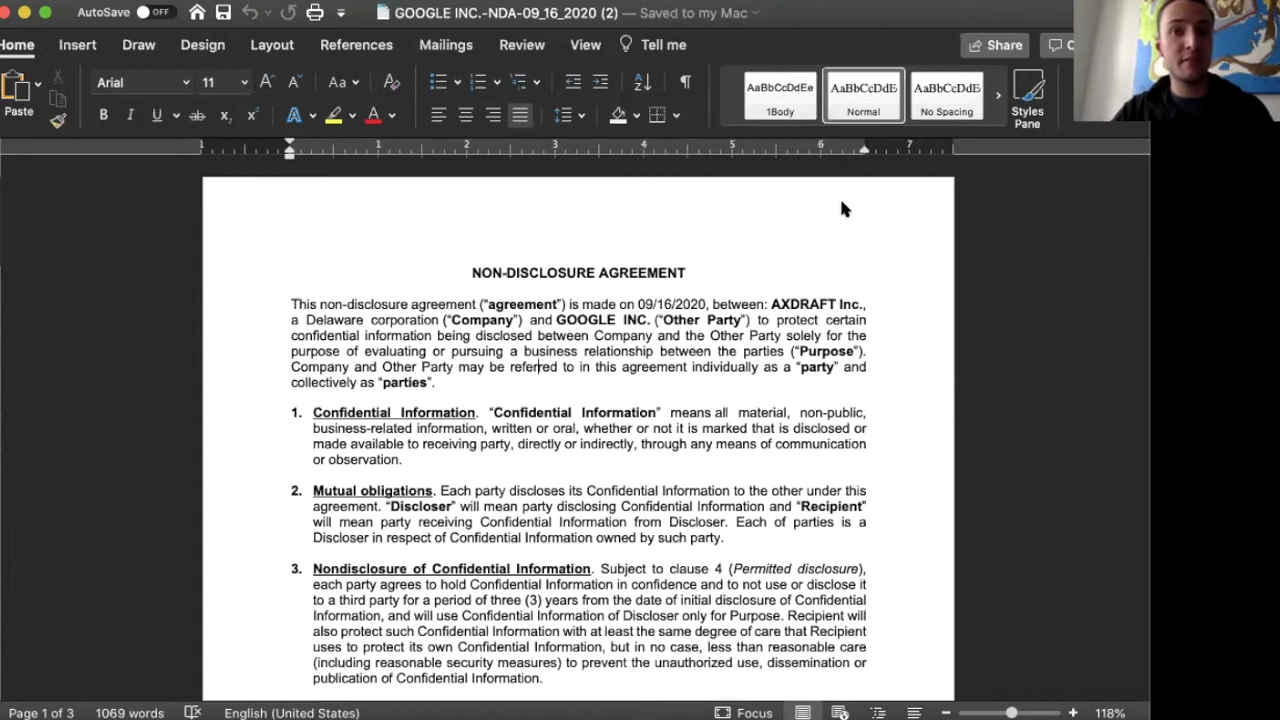 AutoSave OFF GOOGLE INC.-NDA-09_16_2020 (2) — Saved to my Mac
Home Insert Draw Design Layout References Mailings Review View Tell me Share
Paste Arial 11 A A Aa A AaBbCcDdEe AaBbCcDdE AaBbCcDdE Styles Pane
B I U ab x₂ x² A A 1Body Normal No Spacing
1 1 2 3 4 5 6 7
NON-DISCLOSURE AGREEMENT
This non-disclosure agreement (“agreement”) is made on 09/16/2020, between: AXDRAFT Inc.,
a Delaware corporation (“Company”) and GOOGLE INC. (“Other Party”) to protect certain
confidential information being disclosed between Company and the Other Party solely for the
purpose of evaluating or pursuing a business relationship between the parties (“Purpose”).
Company and Other Party may be referred to in this agreement individually as a “party” and
collectively as “parties”.
1. Confidential Information. “Confidential Information” means all material, non-public,
business-related information, written or oral, whether or not it is marked that is disclosed or
made available to receiving party, directly or indirectly, through any means of communication
or observation.
2. Mutual obligations. Each party discloses its Confidential Information to the other under this
agreement. “Discloser” will mean party disclosing Confidential Information and “Recipient”
will mean party receiving Confidential Information from Discloser. Each of parties is a
Discloser in respect of Confidential Information owned by such party.
3. Nondisclosure of Confidential Information. Subject to clause 4 (Permitted disclosure),
each party agrees to hold Confidential Information in confidence and to not use or disclose it
to a third party for a period of three (3) years from the date of initial disclosure of Confidential
Information, and will use Confidential Information of Discloser only for Purpose. Recipient will
also protect such Confidential Information with at least the same degree of care that Recipient
uses to protect its own Confidential Information, but in no case, less than reasonable care
(including reasonable security measures) to prevent the unauthorized use, dissemination or
publication of Confidential Information.
Page 1 of 3 1069 words English (United States) Focus 118%